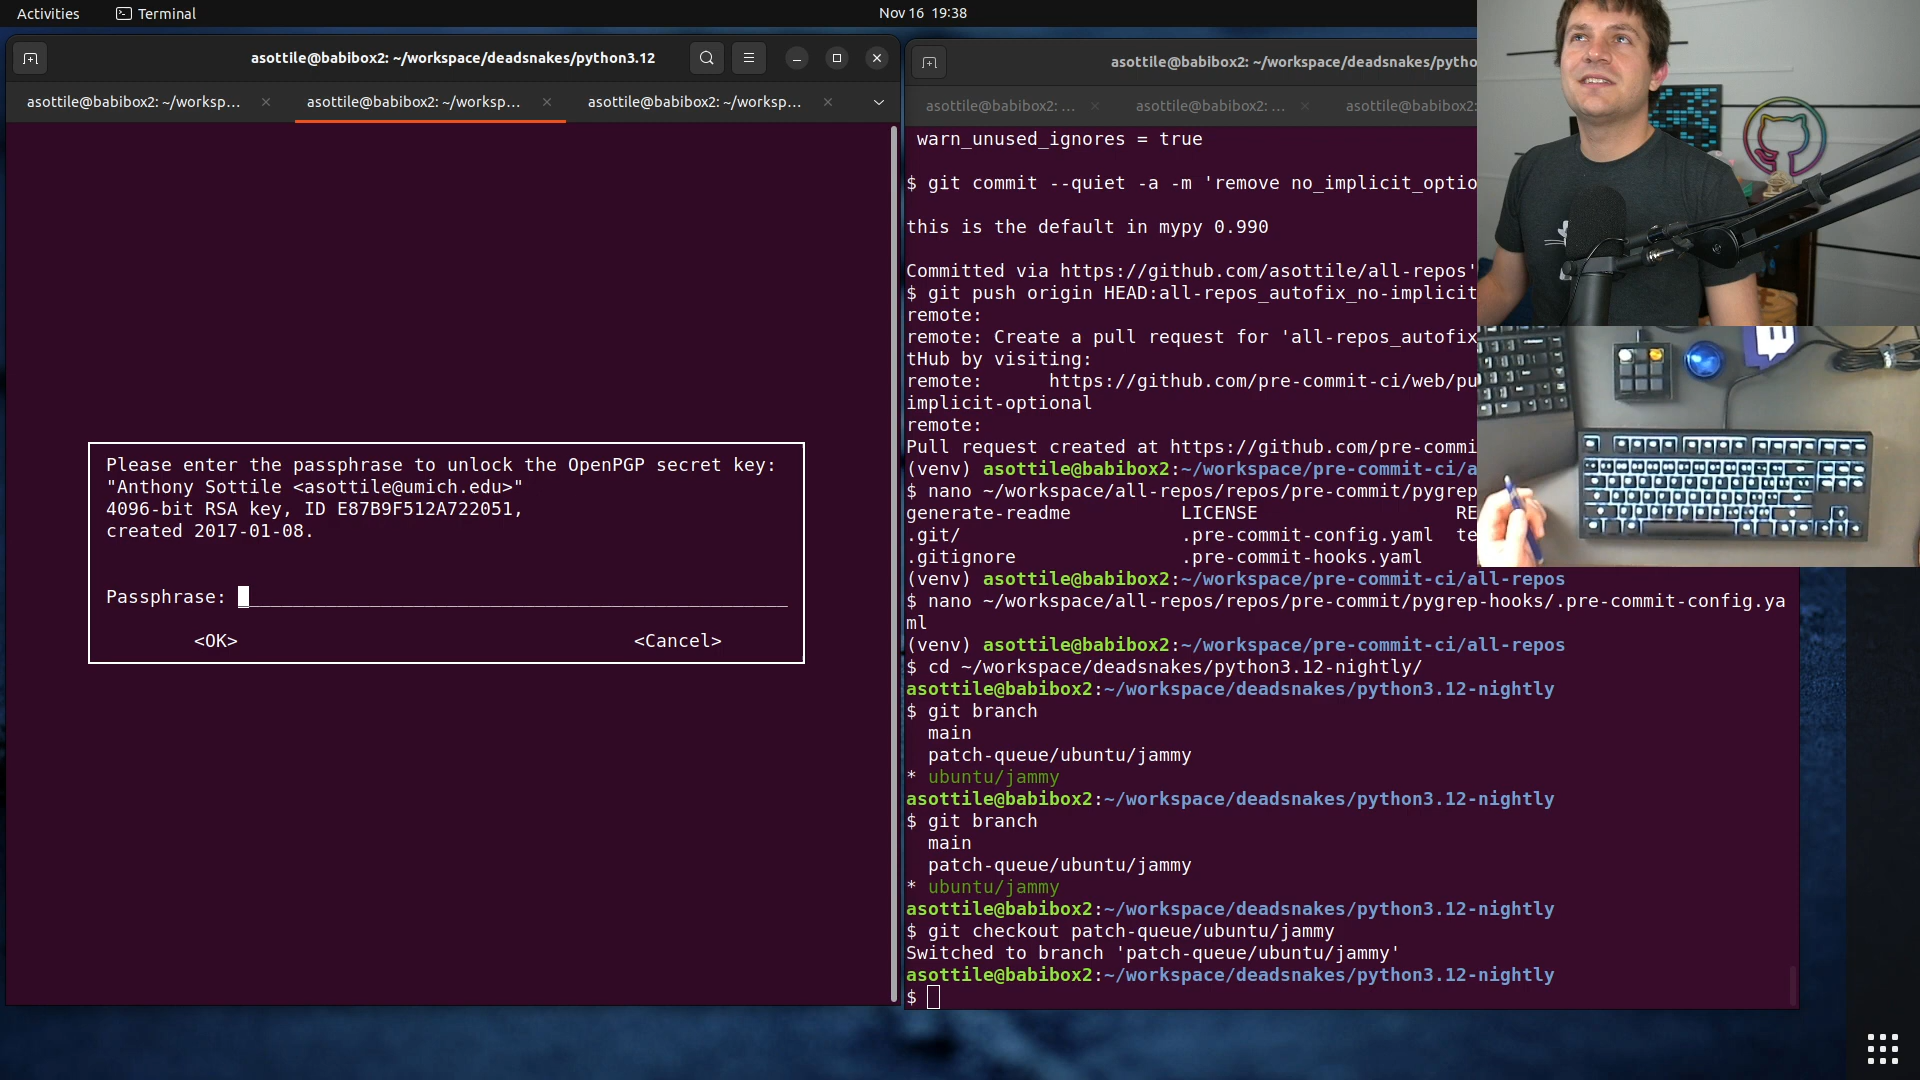 Activities
Terminal
Nov 16 19:38
asottile@babibox2: ~/workspace/deadsnakes/python3.12
asottile@babibox2: ~/worksp...
asottile@babibox2: ~/worksp...
asottile@babibox2: ~/worksp...
Please enter the passphrase to unlock the OpenPGP secret key:
"Anthony Sottile <asottile@umich.edu>"
4096-bit RSA key, ID E87B9F512A722051,
created 2017-01-08.
Passphrase: _________________________________________________
<OK> <Cancel>
asottile@babibox2: ~/workspace/deadsnakes/pytho
asottile@babibox2: ...
asottile@babibox2: ...
asottile@babibox2:
warn_unused_ignores = true
$ git commit --quiet -a -m 'remove no_implicit_optio
this is the default in mypy 0.990
Committed via https://github.com/asottile/all-repos'
$ git push origin HEAD:all-repos_autofix_no-implicit
remote:
remote: Create a pull request for 'all-repos_autofix
tHub by visiting:
remote:      https://github.com/pre-commit-ci/web/pu
implicit-optional
remote:
Pull request created at https://github.com/pre-commi
(venv) asottile@babibox2:~/workspace/pre-commit-ci/a
$ nano ~/workspace/all-repos/repos/pre-commit/pygrep
generate-readme          LICENSE                  RE
.git/                    .pre-commit-config.yaml  te
.gitignore               .pre-commit-hooks.yaml
(venv) asottile@babibox2:~/workspace/pre-commit-ci/all-repos
$ nano ~/workspace/all-repos/repos/pre-commit/pygrep-hooks/.pre-commit-config.ya
ml
(venv) asottile@babibox2:~/workspace/pre-commit-ci/all-repos
$ cd ~/workspace/deadsnakes/python3.12-nightly/
asottile@babibox2:~/workspace/deadsnakes/python3.12-nightly
$ git branch
  main
  patch-queue/ubuntu/jammy
* ubuntu/jammy
asottile@babibox2:~/workspace/deadsnakes/python3.12-nightly
$ git branch
  main
  patch-queue/ubuntu/jammy
* ubuntu/jammy
asottile@babibox2:~/workspace/deadsnakes/python3.12-nightly
$ git checkout patch-queue/ubuntu/jammy
Switched to branch 'patch-queue/ubuntu/jammy'
asottile@babibox2:~/workspace/deadsnakes/python3.12-nightly
$